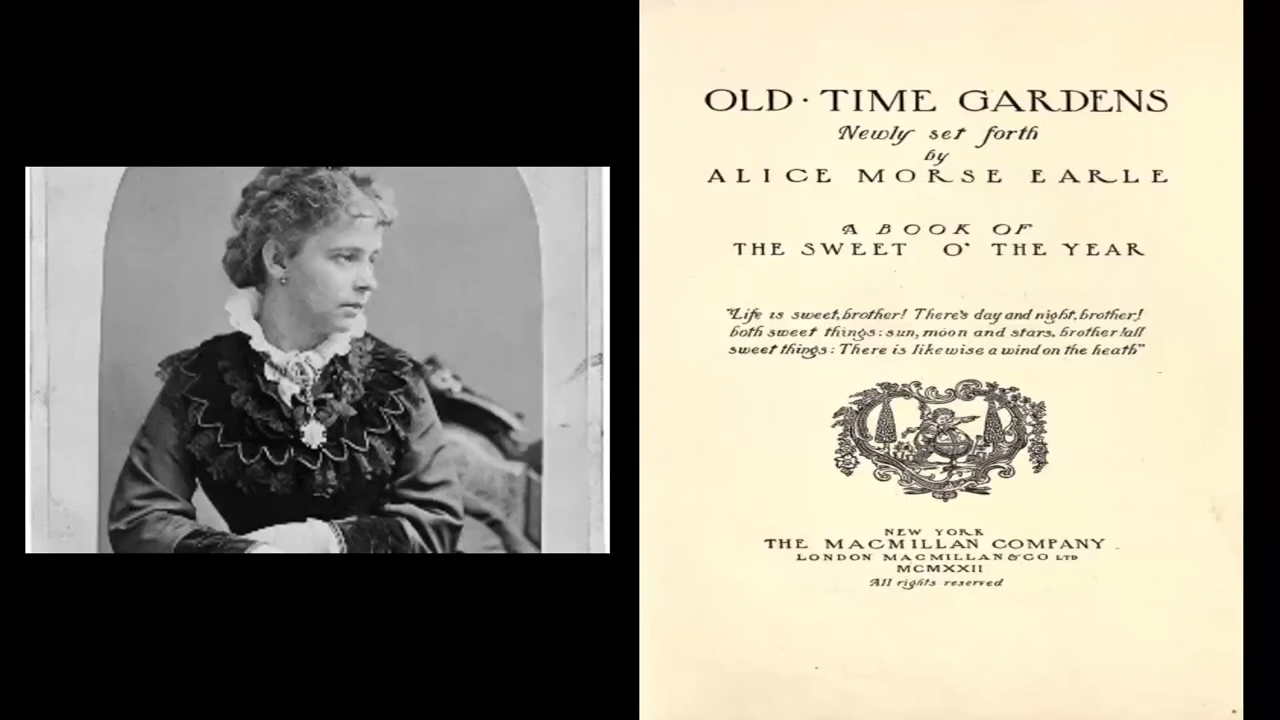 OLD·TIME GARDENS
Newly set forth
by
ALICE MORSE EARLE
A BOOK OF
THE SWEET O' THE YEAR
"Life is sweet, brother! There's day and night, brother!
both sweet things: sun, moon and stars, brother! all
sweet things: There is likewise a wind on the heath"
NEW YORK
THE MACMILLAN COMPANY
LONDON MACMILLAN & CO LTD
MCMXXII
All rights reserved